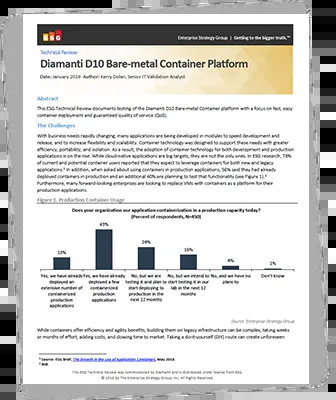 ESG
Enterprise Strategy Group | Getting to the bigger truth.™
Technical Review
Diamanti D10 Bare-metal Container Platform
Date: January 2019 Author: Kerry Dolan, Senior IT Validation Analyst
Abstract
This ESG Technical Review documents testing of the Diamanti D10 Bare-Metal Container platform with a focus on fast, easy
container deployment and guaranteed quality of service (QoS).
The Challenges
With business needs rapidly changing, many applications are being developed in modules to speed development and
release, and to increase flexibility and scalability. Container technology was designed to support these needs with greater
efficiency, portability, and isolation. As a result, the adoption of container technology for both development and production
applications is on the rise. While cloud-native applications are big targets, they are not the only ones. In ESG research, 73%
of current and potential container users reported that they expect to leverage containers for both new and legacy
applications.¹ In addition, when asked about using containers in production applications, 56% said they had already
deployed containers in production and an additional 40% are planning to test that functionality (see Figure 1).²
Furthermore, many forward-looking enterprises are looking to replace VMs with containers as a platform for their
production applications.
Figure 1. Production Container Usage
Does your organization use application containerization in a production capacity today?
(Percent of respondents, N=450)
13%
43%
24%
16%
4%
1%
Yes, we have already deployed an extensive number of containerized production applications
Yes, we have already deployed a few containerized production applications
No, but we are testing it and plan to start deploying to production in the next 12 months
No, but we intend to start testing it in our lab in the next 12 months
No, and we have no plans to
Don't know
Source: Enterprise Strategy Group
While containers offer efficiency and agility benefits, building them on legacy infrastructure can be complex, taking weeks
or months of effort, adding costs, and slowing time to market. Taking a do-it-yourself (DIY) route can create unforeseen
¹ Source: ESG Brief, The Growth in the Use of Application Containers, May 2018.
² Ibid.
This ESG Technical Review was commissioned by Diamanti and is distributed under license from ESG.
© 2019 by The Enterprise Strategy Group, Inc. All Rights Reserved.